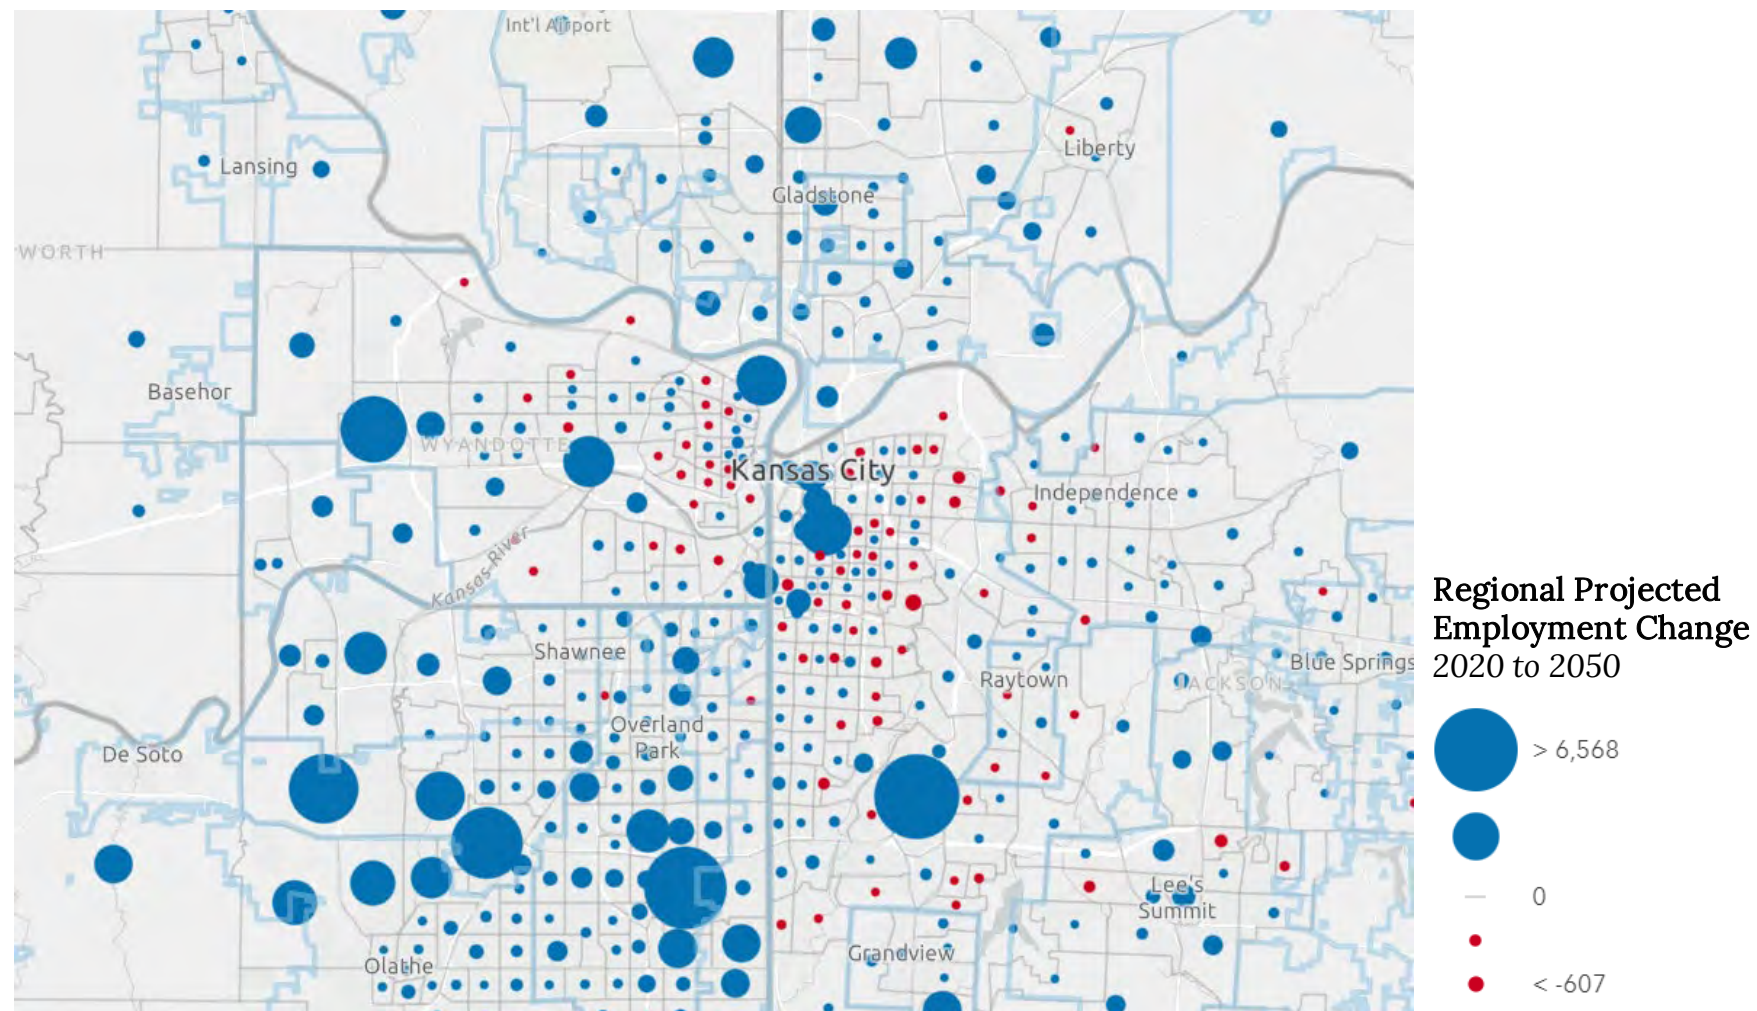 Int'l Airport
Lansing
Liberty
Gladstone
WORTH
Basehor
WYANDOTTE
Kansas City
Independence
Kansas River
Shawnee
Raytown
Blue Springs
JACKSON
Overland
Park
De Soto
Lee's
Summit
Grandview
Olathe
Regional Projected
Employment Change
2020 to 2050
> 6,568
0
< -607